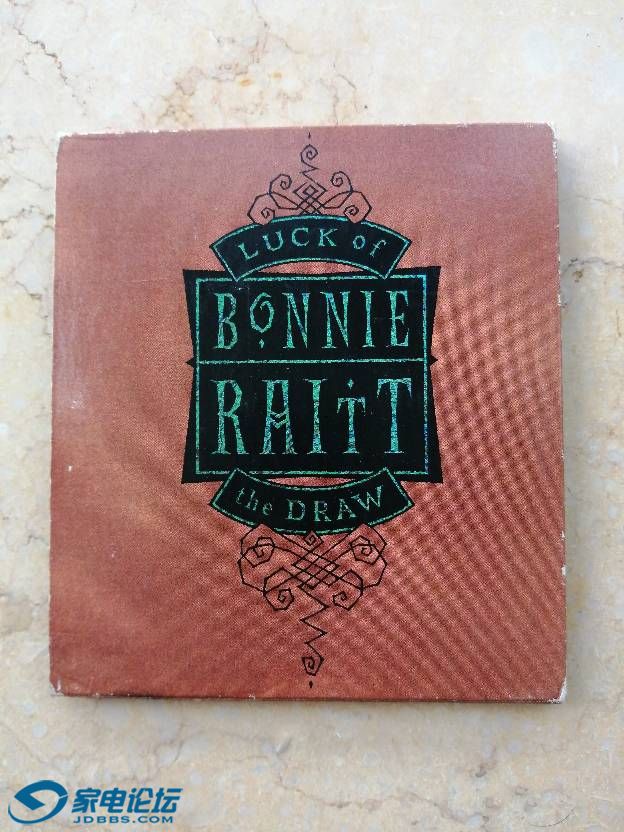 LUCK of
BONNIE
RAITT
the DRAW
家电论坛
JDBBS.COM